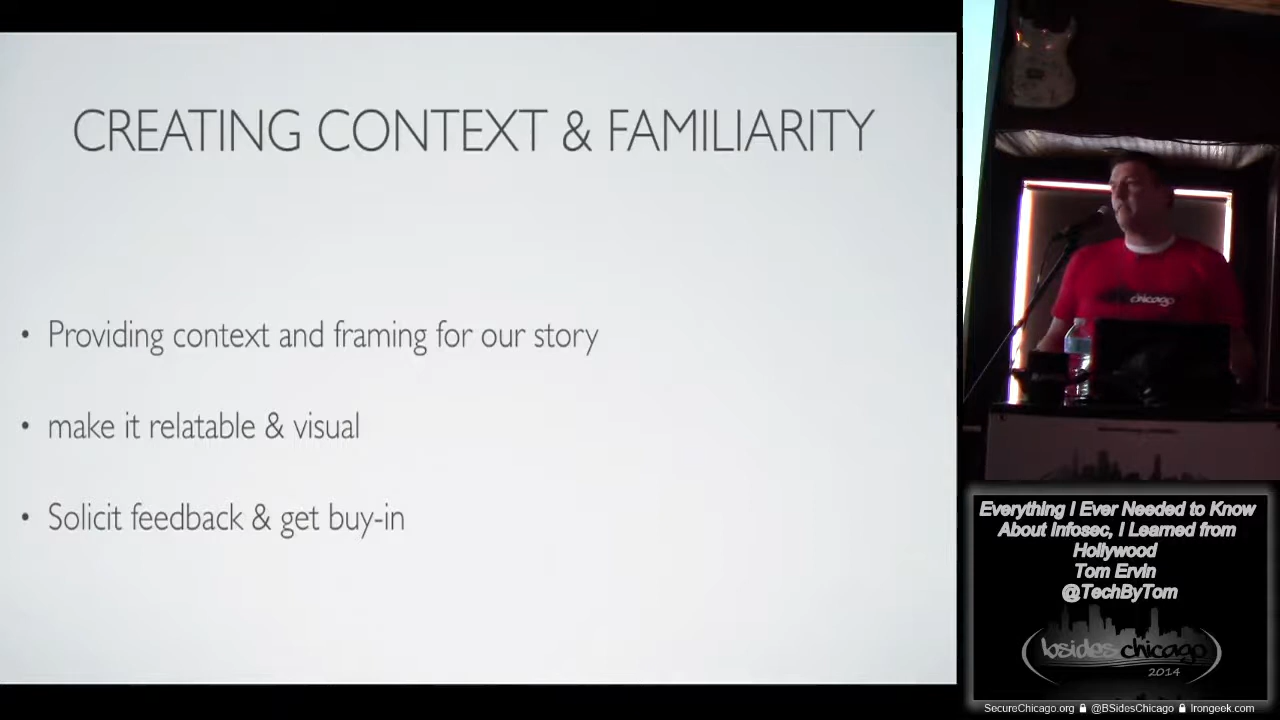 CREATING CONTEXT & FAMILIARITY
• Providing context and framing for our story
• make it relatable & visual
• Solicit feedback & get buy-in
chicago
Everything I Ever Needed to Know
About Infosec, I Learned from
Hollywood
Tom Ervin
@TechByTom
bsides chicago
2014
SecureChicago.org @BSidesChicago Irongeek.com